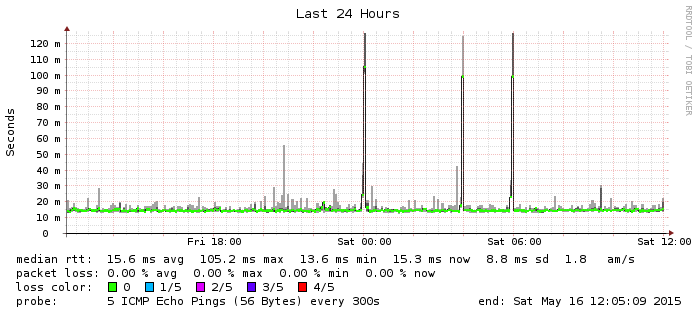 Last 24 Hours
RRDTOOL / TOBI OETIKER
Seconds
120 m
110 m
100 m
90 m
80 m
70 m
60 m
50 m
40 m
30 m
20 m
10 m
0
Fri 18:00 Sat 00:00 Sat 06:00 Sat 12:00
median rtt: 15.6 ms avg 105.2 ms max 13.6 ms min 15.3 ms now 8.8 ms sd 1.8 am/s
packet loss: 0.00 % avg 0.00 % max 0.00 % min 0.00 % now
loss color: 0 1/5 2/5 3/5 4/5
probe: 5 ICMP Echo Pings (56 Bytes) every 300s end: Sat May 16 12:05:09 2015